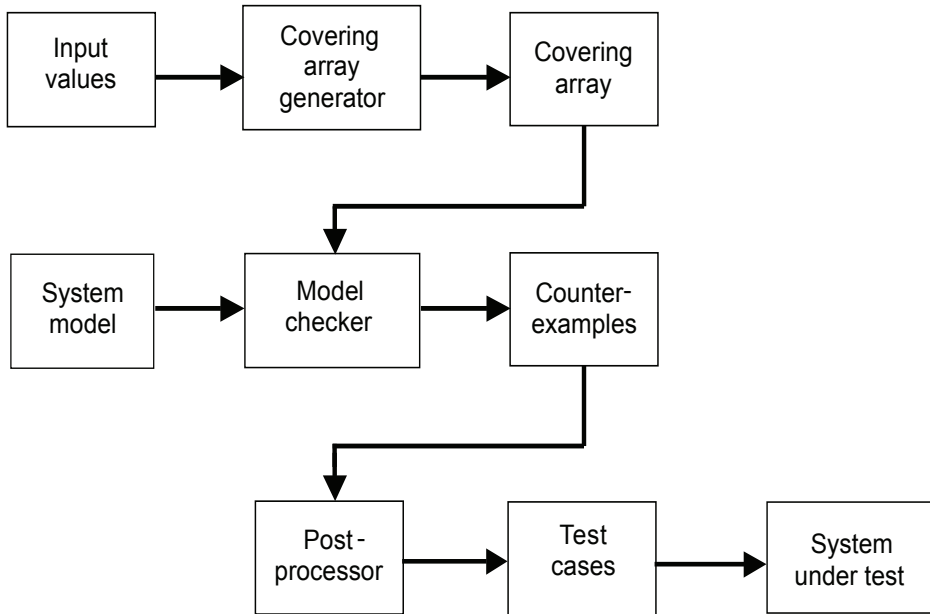 Input
values
Covering
array
generator
Covering
array
System
model
Model
checker
Counter-
examples
Post-
processor
Test
cases
System
under test